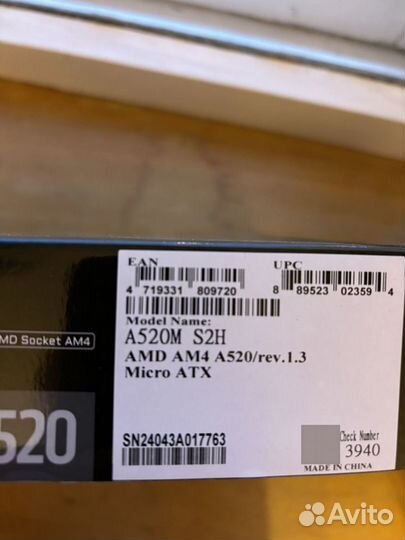 EAN
UPC
4 719331 809720
8 89523 02359 4
Model Name:
A520M S2H
AMD AM4 A520/rev.1.3
Micro ATX
MD Socket AM4
520
SN24043A017763
Check Number
3940
MADE IN CHINA
Avito